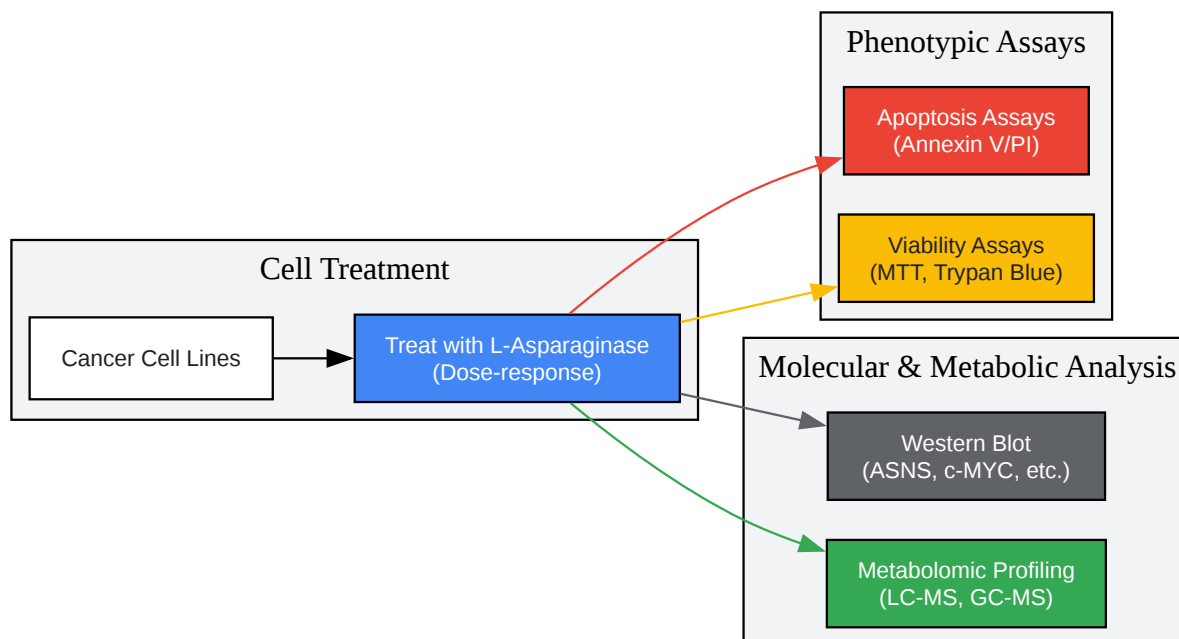 Cell Treatment
Cancer Cell Lines
Treat with L-Asparaginase
(Dose-response)
Phenotypic Assays
Apoptosis Assays
(Annexin V/PI)
Viability Assays
(MTT, Trypan Blue)
Molecular & Metabolic Analysis
Western Blot
(ASNS, c-MYC, etc.)
Metabolomic Profiling
(LC-MS, GC-MS)